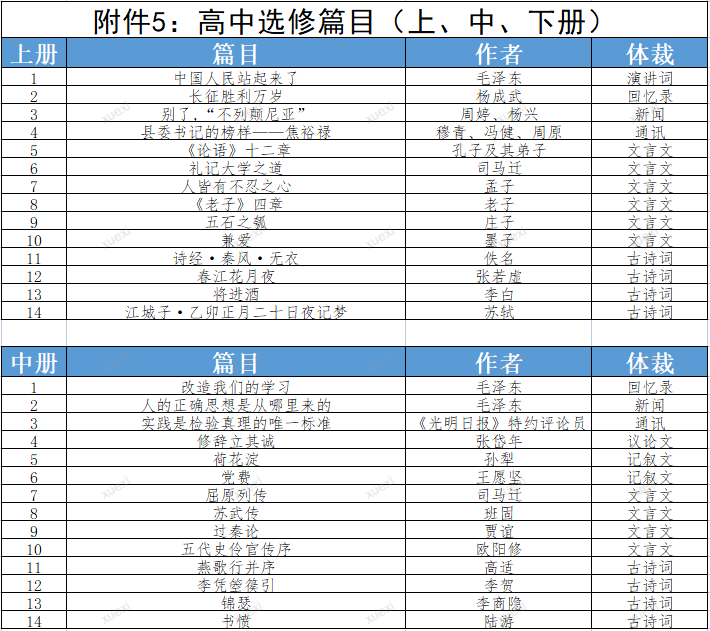 附件5：高中选修篇目（上、中、下册）
上册 篇目 作者 体裁
1 中国人民站起来了 毛泽东 演讲词
2 长征胜利万岁 杨成武 回忆录
3 别了，“不列颠尼亚” 周婷、杨兴 新闻
4 县委书记的榜样——焦裕禄 穆青、冯健、周原 通讯
5 《论语》十二章 孔子及其弟子 文言文
6 礼记大学之道 司马迁 文言文
7 人皆有不忍之心 孟子 文言文
8 《老子》四章 老子 文言文
9 五石之瓠 庄子 文言文
10 兼爱 墨子 文言文
11 诗经·秦风·无衣 佚名 古诗词
12 春江花月夜 张若虚 古诗词
13 将进酒 李白 古诗词
14 江城子·乙卯正月二十日夜记梦 苏轼 古诗词
中册 篇目 作者 体裁
1 改造我们的学习 毛泽东 回忆录
2 人的正确思想是从哪里来的 毛泽东 新闻
3 实践是检验真理的唯一标准 《光明日报》特约评论员 通讯
4 修辞立其诚 张岱年 议论文
5 荷花淀 孙犁 记叙文
6 党费 王愿坚 记叙文
7 屈原列传 司马迁 文言文
8 苏武传 班固 文言文
9 过秦论 贾谊 文言文
10 五代史伶官传序 欧阳修 文言文
11 燕歌行并序 高适 古诗词
12 李凭箜篌引 李贺 古诗词
13 锦瑟 李商隐 古诗词
14 书愤 陆游 古诗词